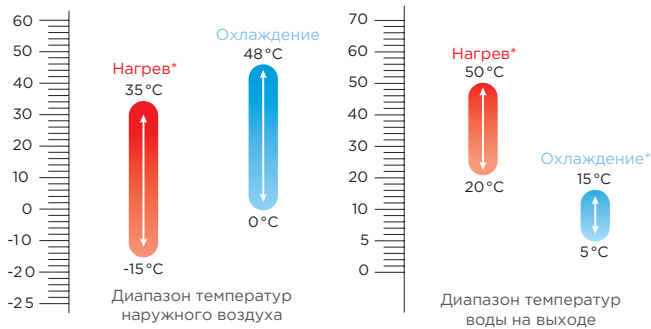 60
50
40
30
20
10
0
-10
-20
-25
Охлаждение
48°C
Нагрев*
35°C
0°C
-15°C
Диапазон температур
наружного воздуха
70
60
50
40
30
20
10
5
0
Нагрев*
50°C
20°C
Охлаждение*
15°C
5°C
Диапазон температур
воды на выходе